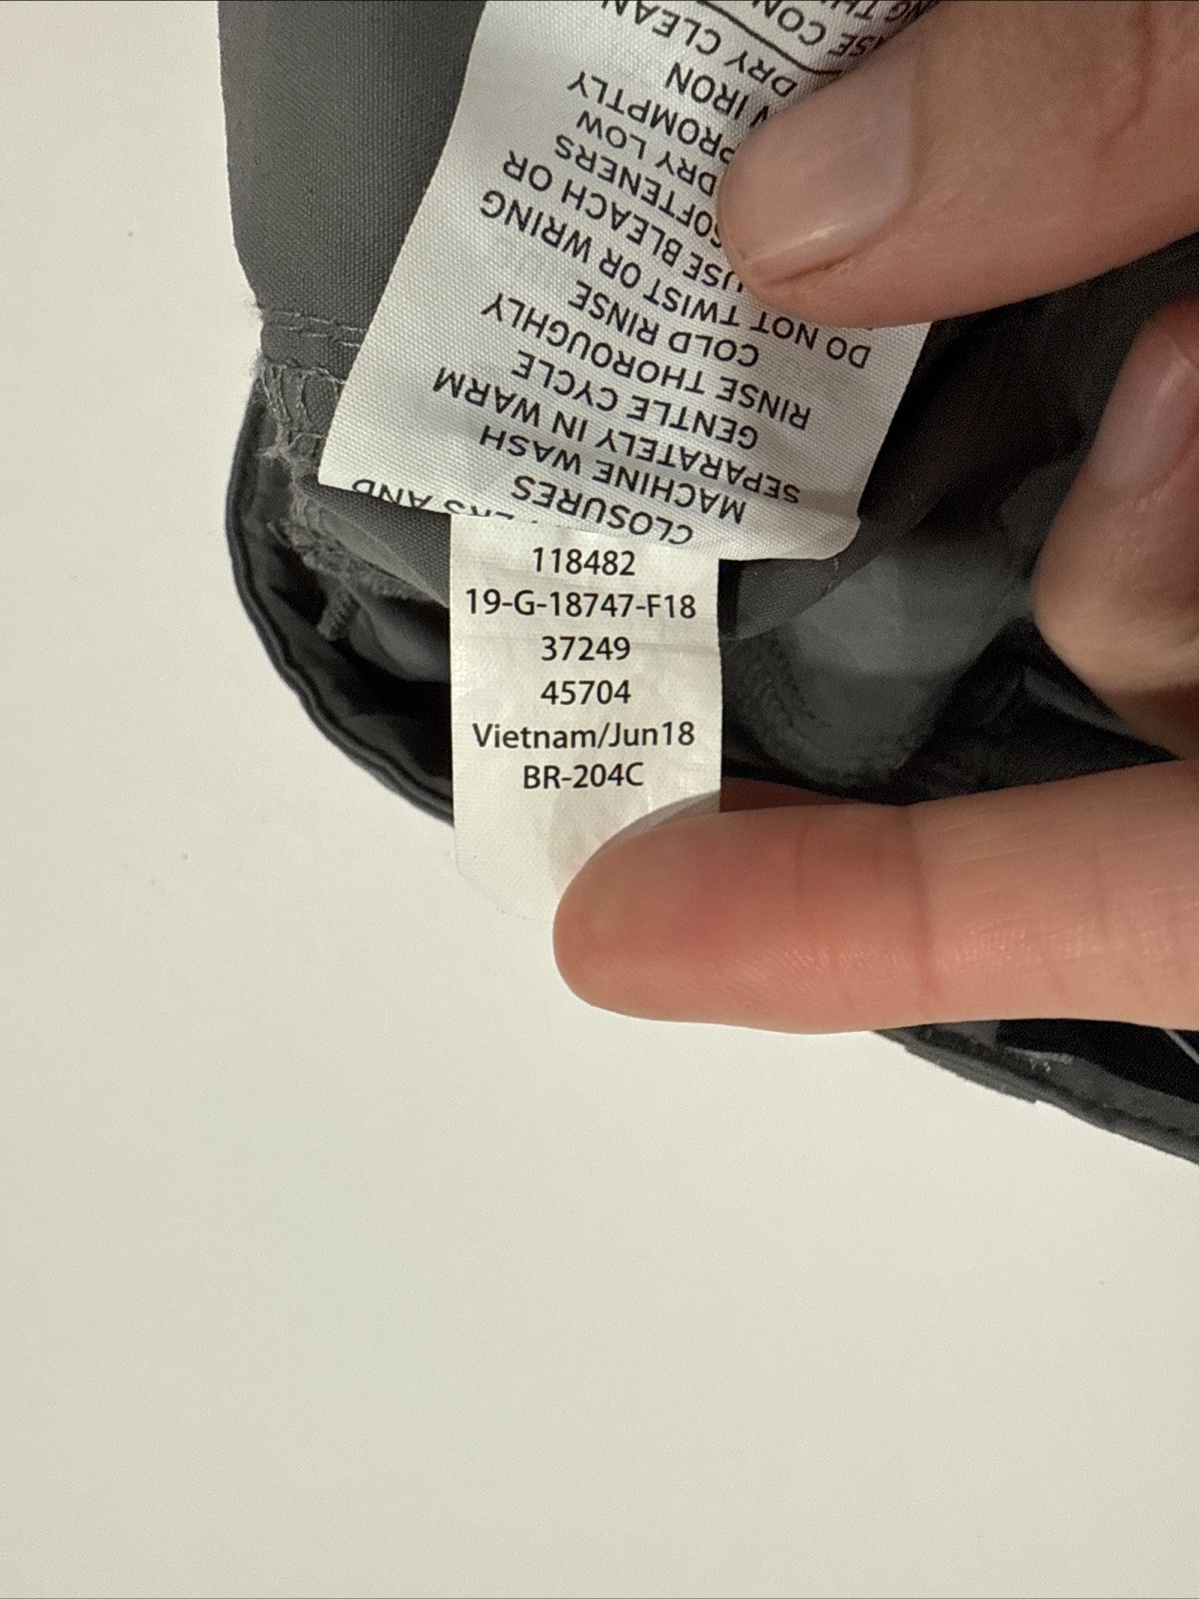 AND
CLOSURES
MACHINE WASH
SEPARATELY IN WARM
GENTLE CYCLE
RINSE THOROUGHLY
COLD RINSE
DO NOT TWIST OR WRING
USE BLEACH OR
SOFTENERS
DRY LOW
PROMPTLY
IRON
DRY CLEAN
118482
19-G-18747-F18
37249
45704
Vietnam/Jun18
BR-204C